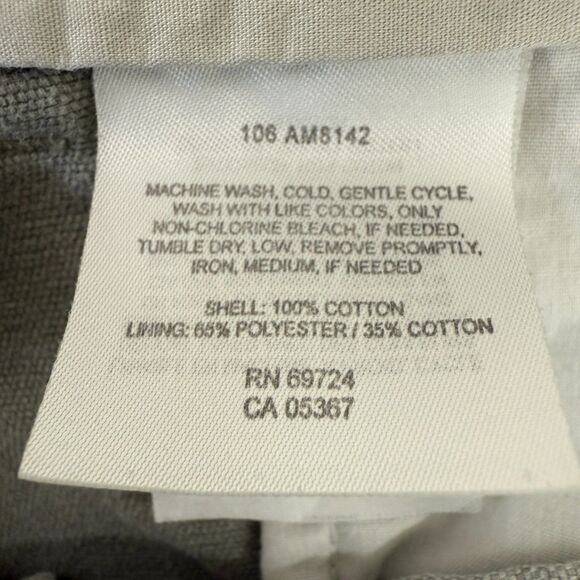 106 AM8142
MACHINE WASH, COLD, GENTLE CYCLE,
WASH WITH LIKE COLORS, ONLY
NON-CHLORINE BLEACH, IF NEEDED,
TUMBLE DRY, LOW, REMOVE PROMPTLY,
IRON, MEDIUM, IF NEEDED
SHELL: 100% COTTON
LINING: 65% POLYESTER / 35% COTTON
RN 69724
CA 05367